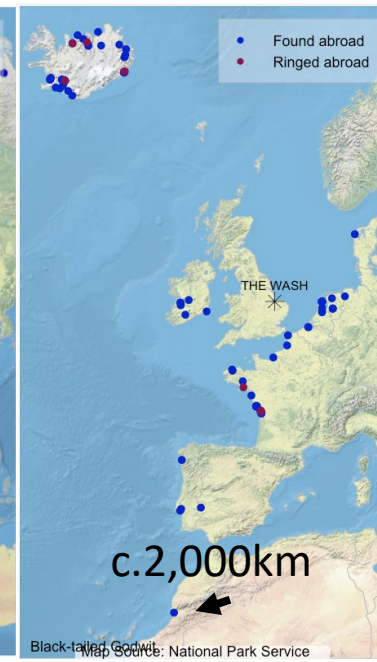 Found abroad
Ringed abroad
THE WASH
c.2,000km
Black-tailed Godwit
Map Source: National Park Service